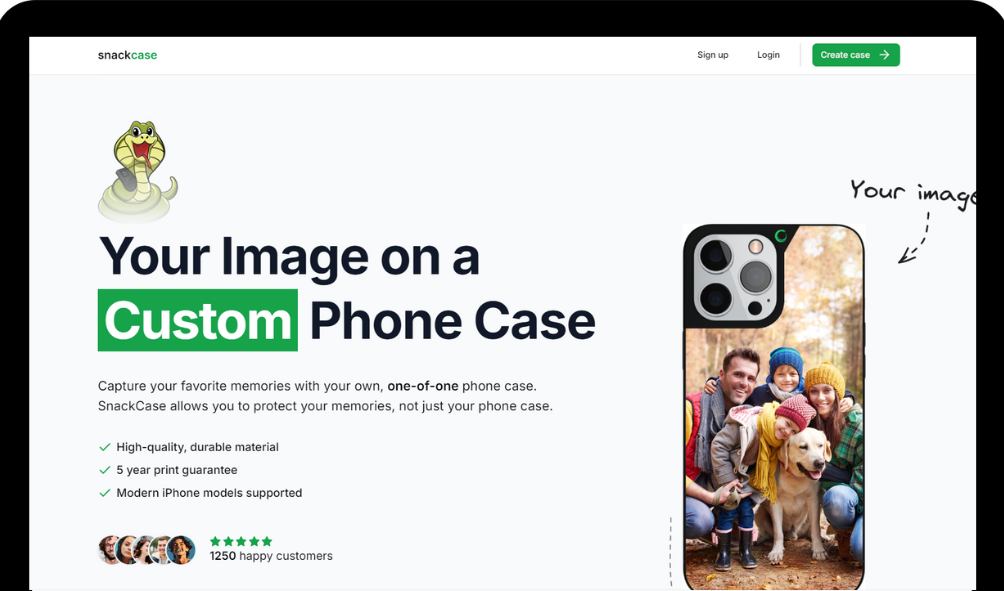 snackcase
Sign up
Login
Create case
Your image
Your Image on a
Custom Phone Case
Capture your favorite memories with your own, one-of-one phone case.
SnackCase allows you to protect your memories, not just your phone case.
High-quality, durable material
5 year print guarantee
Modern iPhone models supported
1250 happy customers